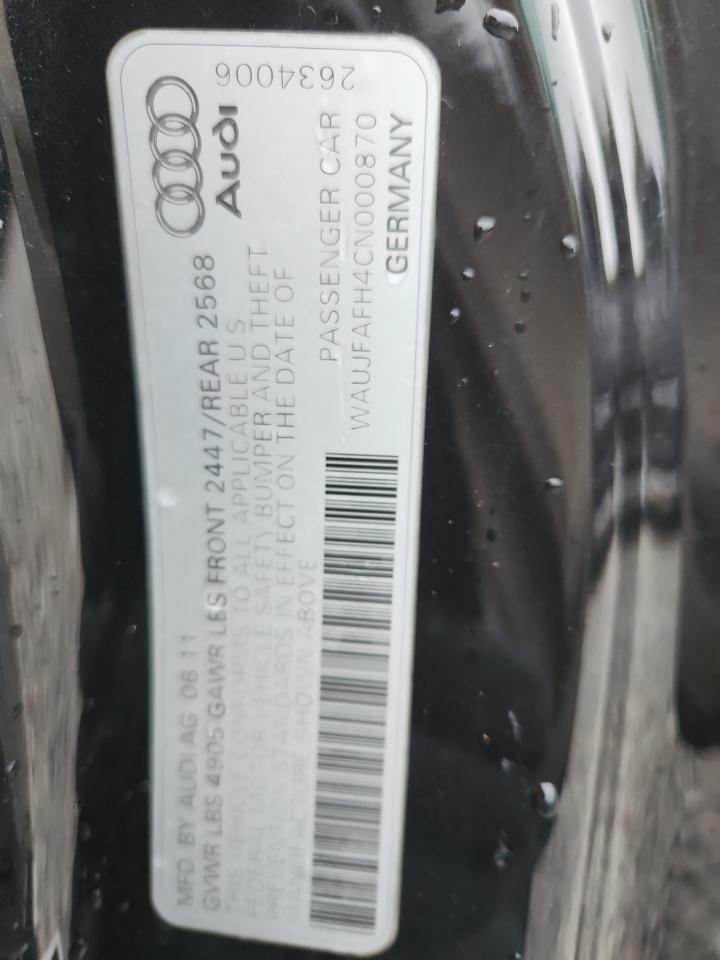 MFD BY AUDI AG 06 11
GVWR LBS 4905 GAWR LBS FRONT 2447/REAR 2568
THIS VEHICLE CONFORMS TO ALL APPLICABLE U S
FEDERAL MOTOR VEHICLE SAFETY BUMPER AND THEFT
PREVENT STANDARDS IN EFFECT ON THE DATE OF
MANUFACTURE SHOWN ABOVE
Audi
PASSENGER CAR
2634006
WAUJFAFH4CN000870
GERMANY